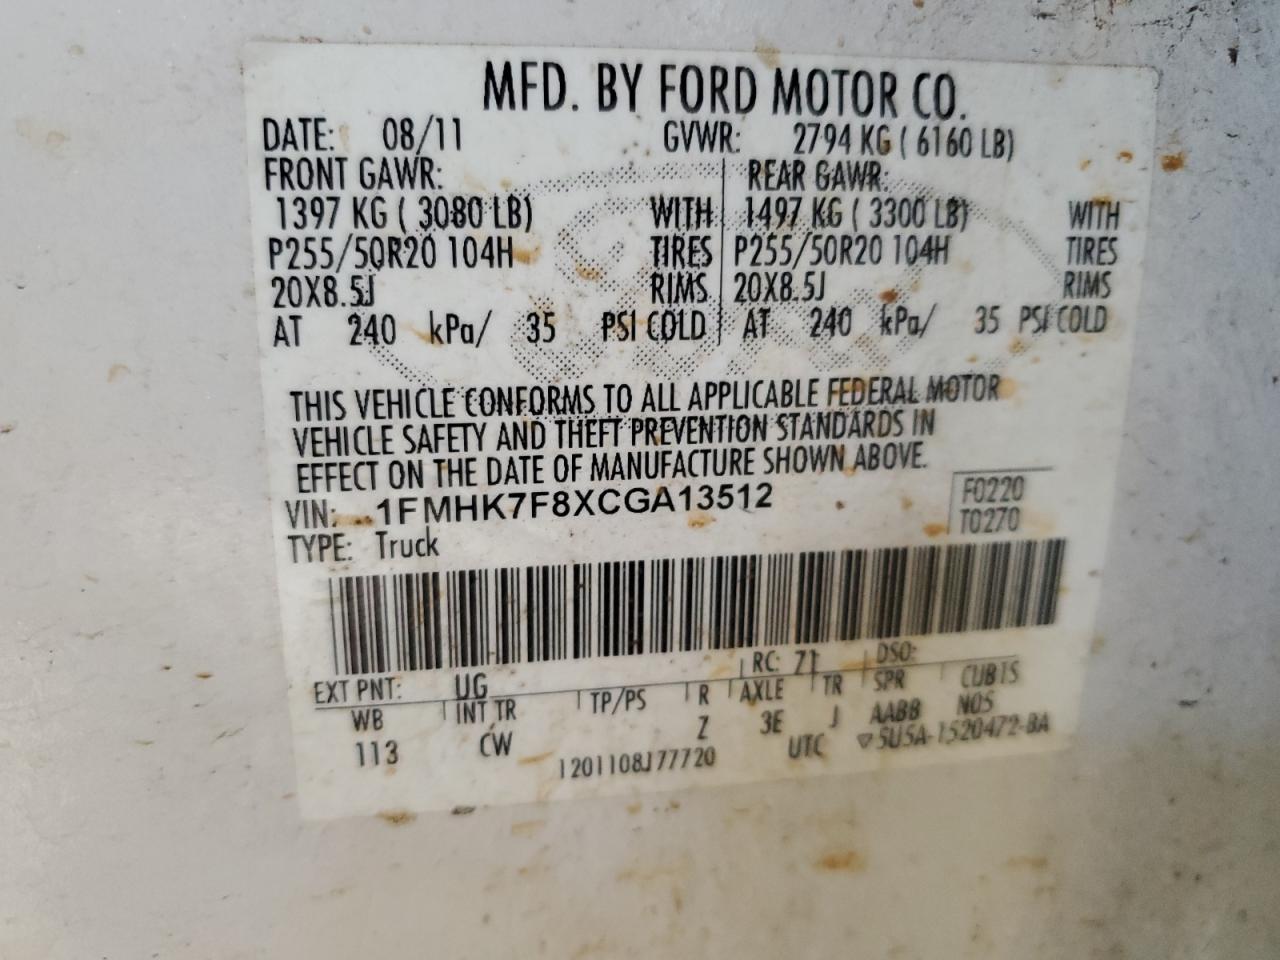 MFD. BY FORD MOTOR CO.
DATE: 08/11 GVWR: 2794 KG ( 6160 LB)
FRONT GAWR: REAR GAWR:
1397 KG ( 3080 LB) WITH 1497 KG ( 3300 LB) WITH
P255/50R20 104H TIRES P255/50R20 104H TIRES
20X8.5J RIMS 20X8.5J RIMS
AT 240 kPa/ 35 PSI COLD AT 240 kPa/ 35 PSI COLD
THIS VEHICLE CONFORMS TO ALL APPLICABLE FEDERAL MOTOR
VEHICLE SAFETY AND THEFT PREVENTION STANDARDS IN
EFFECT ON THE DATE OF MANUFACTURE SHOWN ABOVE.
VIN: 1FMHK7F8XCGA13512 F0220
TYPE: Truck T0270
EXT PNT: UG RC: 71 DSO:
WB INT TR TP/PS R AXLE TR SPR CUBIS
113 CW Z 3E J AABB NOS
1201108J77720 UTC ▽5U5A-1520472-BA